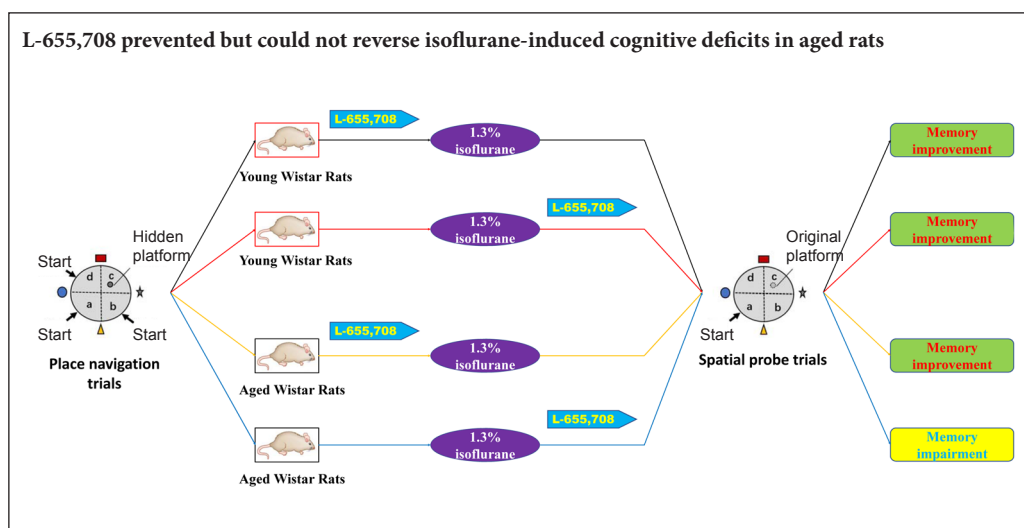 L-655,708 prevented but could not reverse isoflurane-induced cognitive deficits in aged rats
L-655,708
1.3%
isoflurane
Young Wistar Rats
Memory
improvement
L-655,708
1.3%
isoflurane
Young Wistar Rats
Memory
improvement
Hidden
platform
Start
d
c
a
b
Start
Start
Place navigation
trials
Original
platform
d
c
a
b
Start
Spatial probe trials
L-655,708
1.3%
isoflurane
Aged Wistar Rats
Memory
improvement
L-655,708
1.3%
isoflurane
Aged Wistar Rats
Memory
impairment